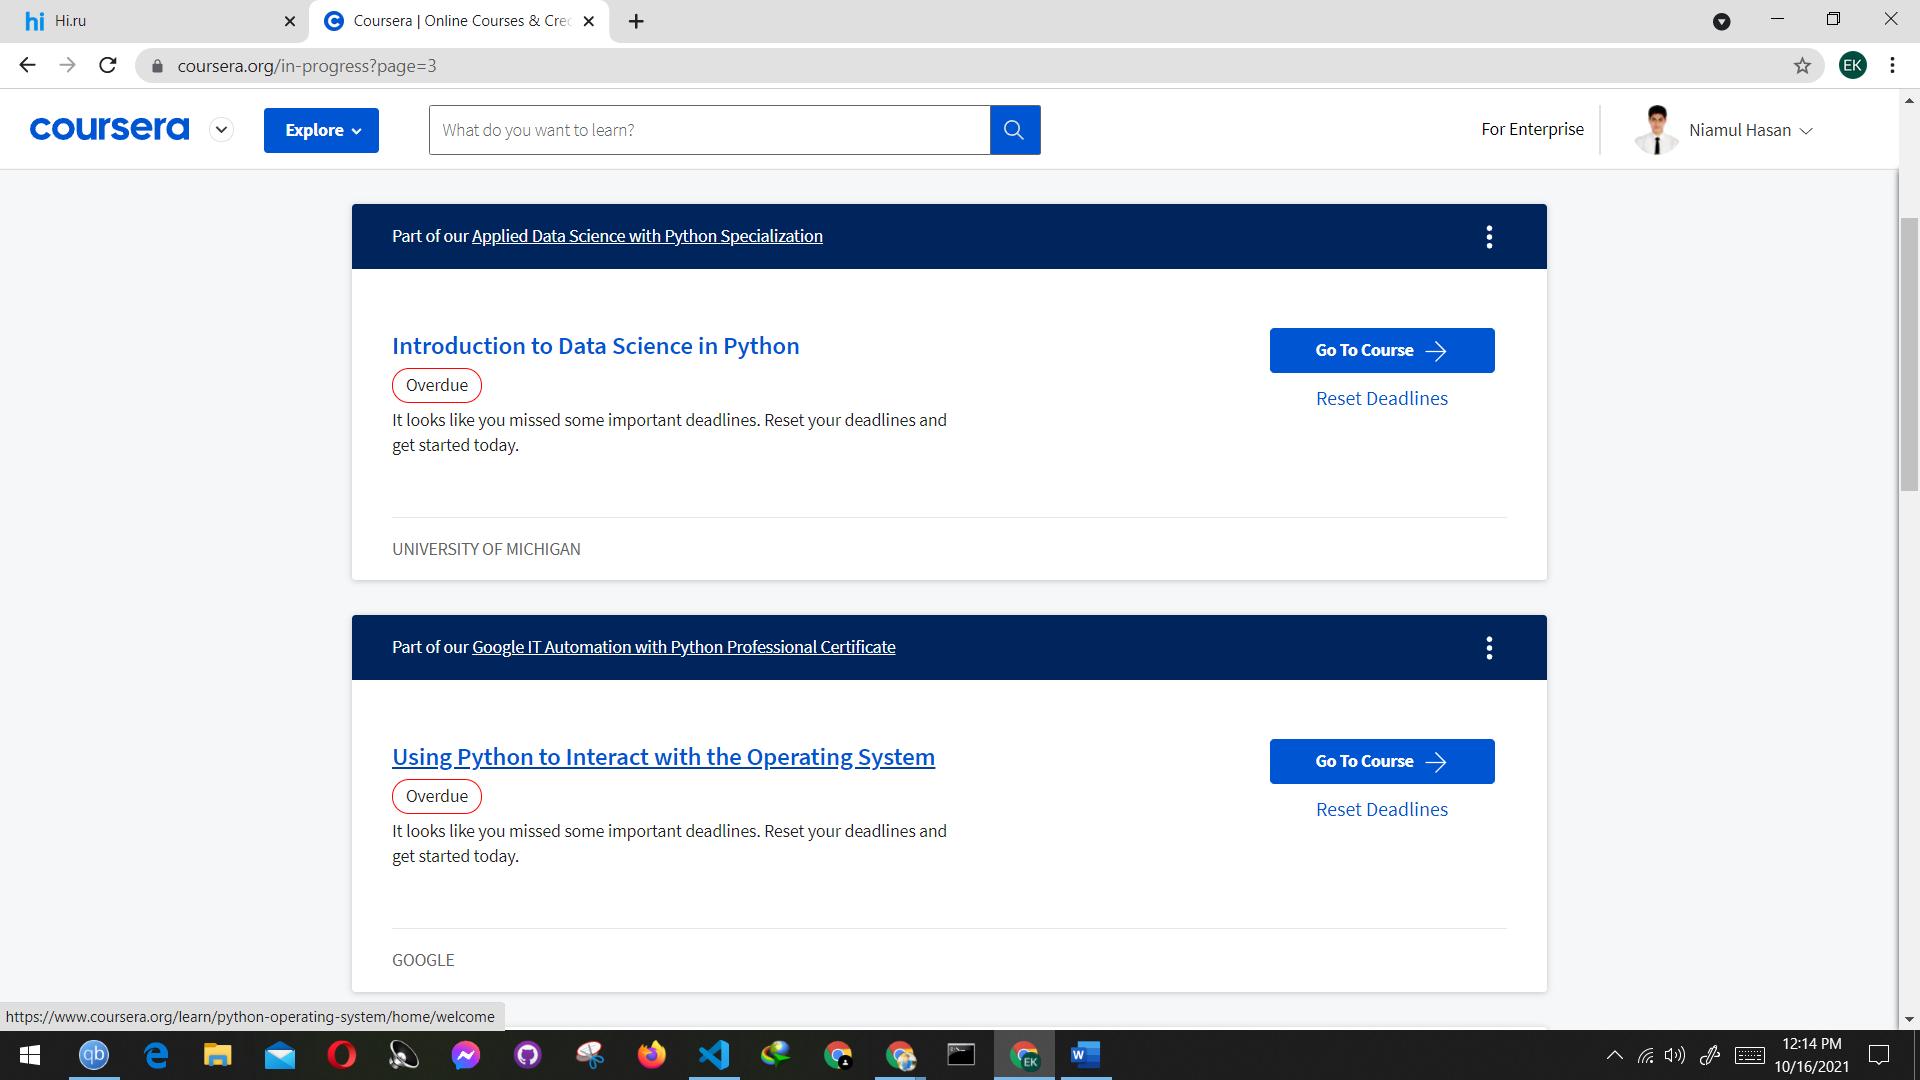 hi Hi.ru
Coursera | Online Courses & Cre
coursera.org/in-progress?page=3
EK
coursera
Explore
What do you want to learn?
For Enterprise
Niamul Hasan
Part of our Applied Data Science with Python Specialization
Introduction to Data Science in Python
Go To Course
Overdue
Reset Deadlines
It looks like you missed some important deadlines. Reset your deadlines and
get started today.
UNIVERSITY OF MICHIGAN
Part of our Google IT Automation with Python Professional Certificate
Using Python to Interact with the Operating System
Go To Course
Overdue
Reset Deadlines
It looks like you missed some important deadlines. Reset your deadlines and
get started today.
GOOGLE
https://www.coursera.org/learn/python-operating-system/home/welcome
qb
EK
W
12:14 PM
10/16/2021